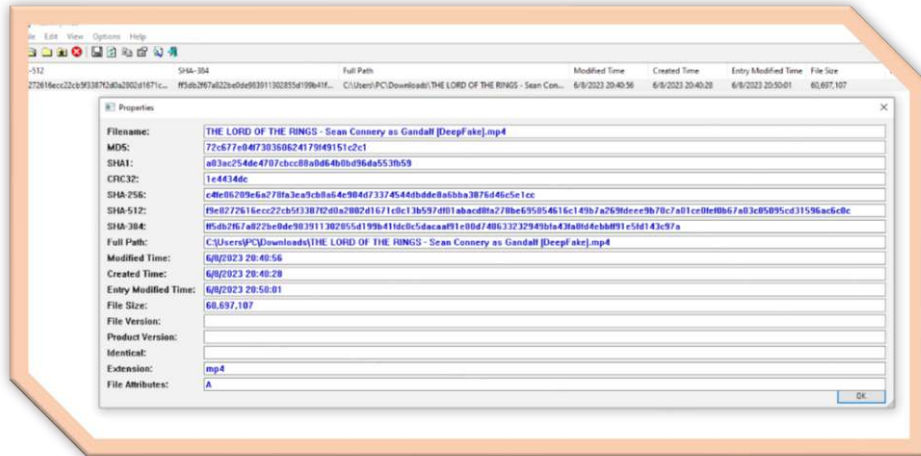 Edit View Options Help
-512 SHA-384 Full Path Modified Time Created Time Entry Modified Time File Size
C:\Users\PC\Downloads\THE LORD OF THE RINGS - Sean Con... 6/8/2023 20:40:56 6/8/2023 20:40:28 6/8/2023 20:50:01 60,697,107
Properties
Filename: THE LORD OF THE RINGS - Sean Connery as Gandalf [DeepFake].mp4
MD5: 72c677e04f730360624179f49151c2c1
SHA1: a03ac254de4707cbcc88a0d64b0bd96da553fb59
CRC32: 1e4434dc
SHA-256:
SHA-512:
SHA-384:
Full Path: C:\Users\PC\Downloads\THE LORD OF THE RINGS - Sean Connery as Gandalf [DeepFake].mp4
Modified Time: 6/8/2023 20:40:56
Created Time: 6/8/2023 20:40:28
Entry Modified Time: 6/8/2023 20:50:01
File Size: 60,697,107
File Version:
Product Version:
Identical:
Extension: mp4
File Attributes: A
OK